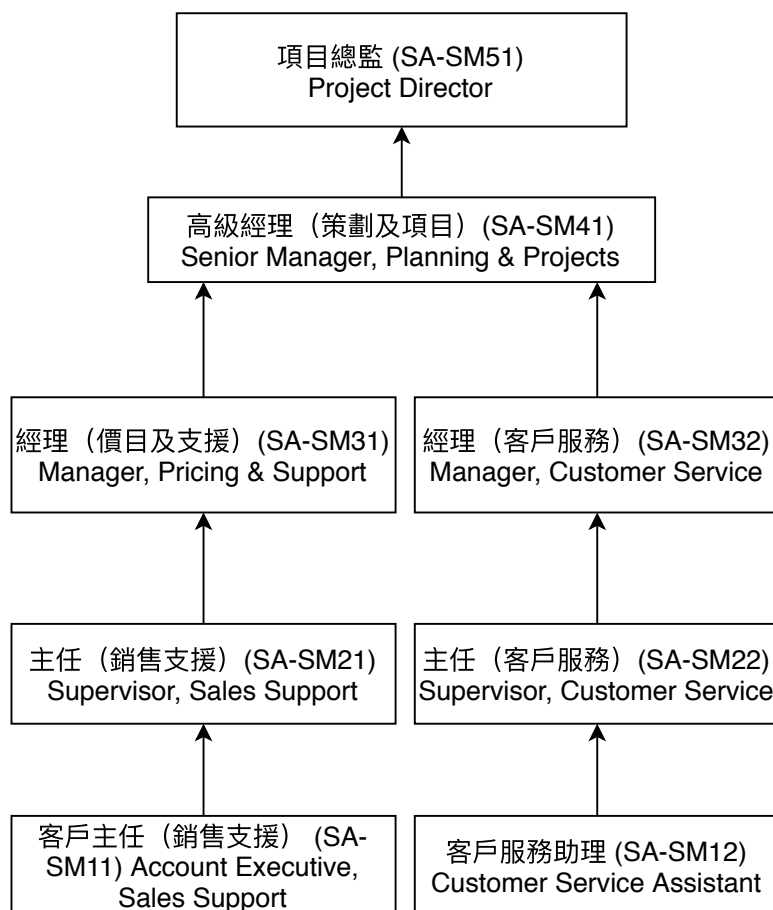 項目總監 (SA-SM51)
Project Director
高級經理（策劃及項目）(SA-SM41)
Senior Manager, Planning & Projects
經理（價目及支援）(SA-SM31)
Manager, Pricing & Support
經理（客戶服務）(SA-SM32)
Manager, Customer Service
主任（銷售支援）(SA-SM21)
Supervisor, Sales Support
主任（客戶服務）(SA-SM22)
Supervisor, Customer Service
客戶主任（銷售支援） (SA-
SM11) Account Executive,
Sales Support
客戶服務助理 (SA-SM12)
Customer Service Assistant